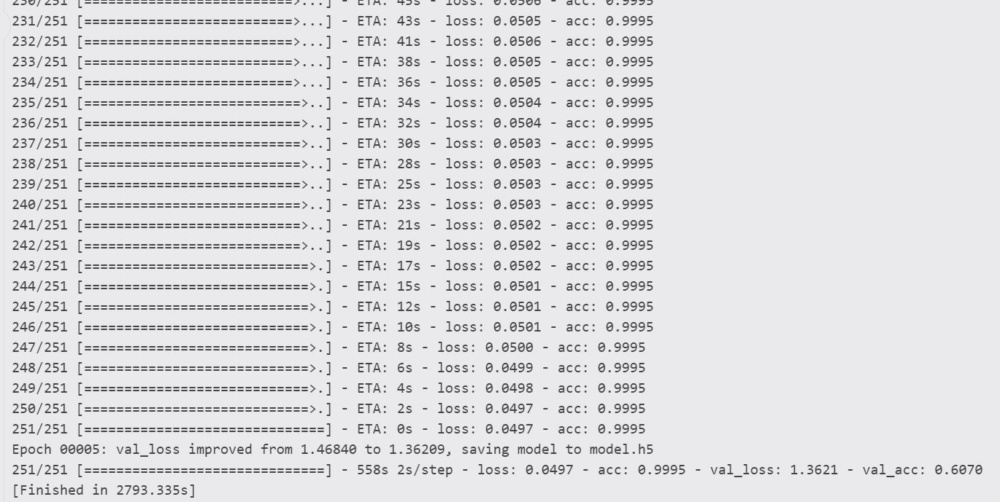 230/251 [==========================>...] - ETA: 45s - loss: 0.0506 - acc: 0.9995
231/251 [==========================>...] - ETA: 43s - loss: 0.0505 - acc: 0.9995
232/251 [==========================>...] - ETA: 41s - loss: 0.0506 - acc: 0.9995
233/251 [==========================>...] - ETA: 38s - loss: 0.0505 - acc: 0.9995
234/251 [==========================>...] - ETA: 36s - loss: 0.0505 - acc: 0.9995
235/251 [===========================>..] - ETA: 34s - loss: 0.0504 - acc: 0.9995
236/251 [===========================>..] - ETA: 32s - loss: 0.0504 - acc: 0.9995
237/251 [===========================>..] - ETA: 30s - loss: 0.0503 - acc: 0.9995
238/251 [===========================>..] - ETA: 28s - loss: 0.0503 - acc: 0.9995
239/251 [===========================>..] - ETA: 25s - loss: 0.0503 - acc: 0.9995
240/251 [===========================>..] - ETA: 23s - loss: 0.0503 - acc: 0.9995
241/251 [===========================>..] - ETA: 21s - loss: 0.0502 - acc: 0.9995
242/251 [===========================>..] - ETA: 19s - loss: 0.0502 - acc: 0.9995
243/251 [============================>.] - ETA: 17s - loss: 0.0502 - acc: 0.9995
244/251 [============================>.] - ETA: 15s - loss: 0.0501 - acc: 0.9995
245/251 [============================>.] - ETA: 12s - loss: 0.0501 - acc: 0.9995
246/251 [============================>.] - ETA: 10s - loss: 0.0501 - acc: 0.9995
247/251 [============================>.] - ETA: 8s - loss: 0.0500 - acc: 0.9995
248/251 [============================>.] - ETA: 6s - loss: 0.0499 - acc: 0.9995
249/251 [============================>.] - ETA: 4s - loss: 0.0498 - acc: 0.9995
250/251 [============================>.] - ETA: 2s - loss: 0.0497 - acc: 0.9995
251/251 [==============================] - ETA: 0s - loss: 0.0497 - acc: 0.9995
Epoch 00005: val_loss improved from 1.46840 to 1.36209, saving model to model.h5
251/251 [==============================] - 558s 2s/step - loss: 0.0497 - acc: 0.9995 - val_loss: 1.3621 - val_acc: 0.6070
[Finished in 2793.335s]